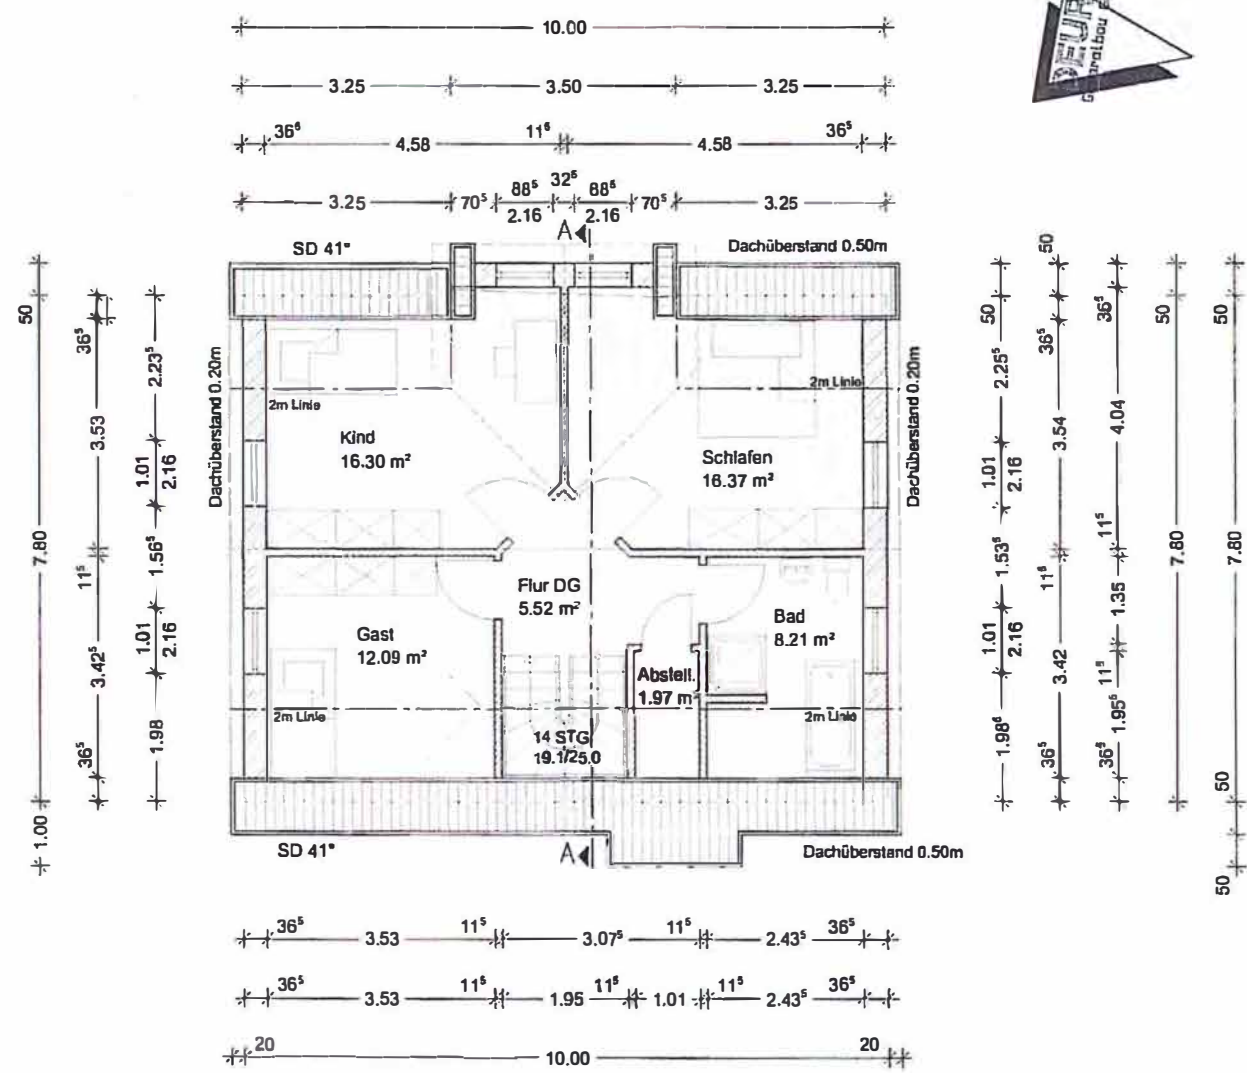 10.00
3.25 3.50 3.25
36⁵ 4.58 11⁵ 4.58 36⁵
3.25 70⁵ 88⁵ 32⁵ 88⁵ 70⁵ 3.25
2.16 2.16
A
SD 41° Dachüberstand 0.50m
Dachüberstand 0.20m
Dachüberstand 0.20m
2m Linie
2m Linie
Kind
16.30 m²
Schlafen
16.37 m²
Flur DG
5.52 m²
Gast
12.09 m²
Bad
8.21 m²
Abstell.
1.97 m²
2m Linie
2m Linie
14 STG
19.1/25.0
SD 41° A Dachüberstand 0.50m
50 7.80 1.00
36⁵ 3.53 11⁵ 3.42⁵ 36⁵
2.23⁵ 1.01 2.16 1.56⁵ 1.01 2.16 1.98
50 2.25⁵ 1.01 2.16 1.53⁵ 1.01 2.16 1.98⁵
50 36⁵ 3.54 11⁵ 3.42 36⁵
36⁵ 4.04 11⁵ 1.35 11⁵ 1.95⁵ 36⁵
50 7.80
50 7.80 50 50
36⁵ 3.53 11⁵ 3.07⁵ 11⁵ 2.43⁵ 36⁵
36⁵ 3.53 11⁵ 1.95 11⁵ 1.01 11⁵ 2.43⁵ 36⁵
20 10.00 20